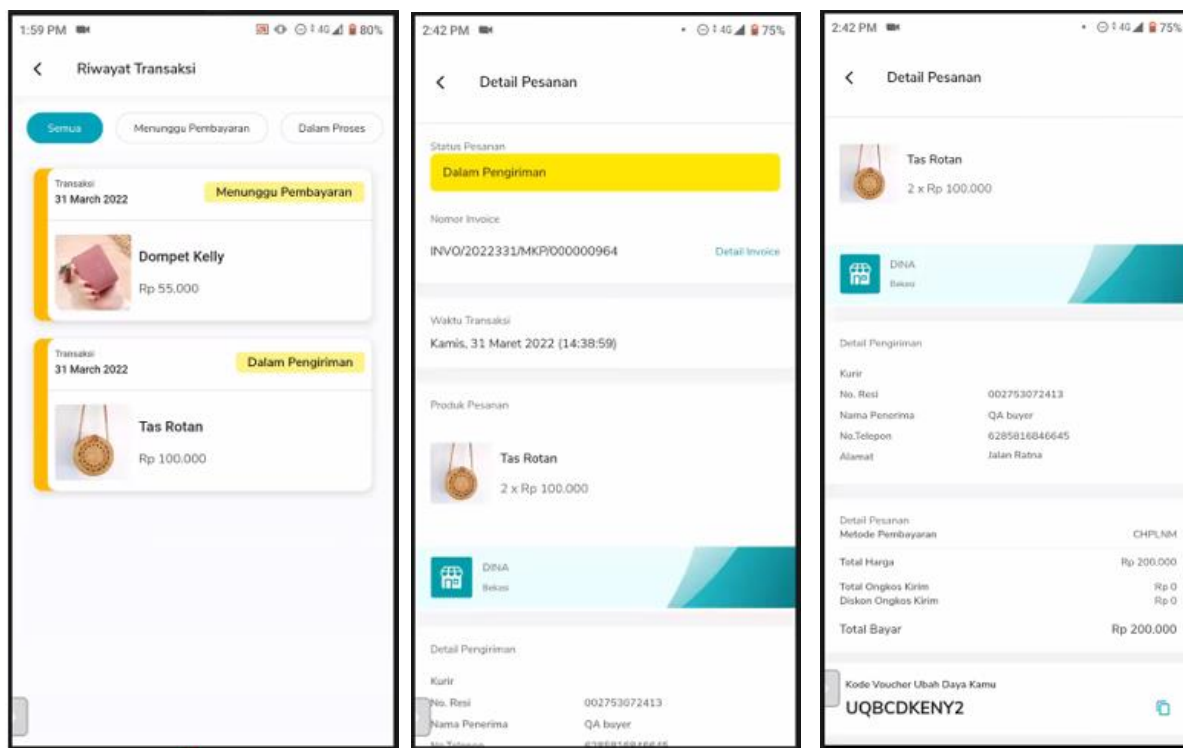 1:59 PM
4G 80%
Riwayat Transaksi
Semua
Menunggu Pembayaran
Dalam Proses
Transaksi
31 March 2022
Menunggu Pembayaran
Dompet Kelly
Rp 55.000
Transaksi
31 March 2022
Dalam Pengiriman
Tas Rotan
Rp 100.000
2:42 PM
4G 75%
Detail Pesanan
Status Pesanan
Dalam Pengiriman
Nomor Invoice
INVO/2022331/MKP/000000964
Detail Invoice
Waktu Transaksi
Kamis, 31 Maret 2022 (14:38:59)
Produk Pesanan
Tas Rotan
2 x Rp 100.000
DINA
Bekasi
Detail Pengiriman
Kurir
No. Resi 002753072413
Nama Penerima QA buyer
No.Telepon 6285816846645
2:42 PM
4G 75%
Detail Pesanan
Tas Rotan
2 x Rp 100.000
DINA
Bekasi
Detail Pengiriman
Kurir
No. Resi 002753072413
Nama Penerima QA buyer
No.Telepon 6285816846645
Alamat Jalan Ratna
Detail Pesanan
Metode Pembayaran CHPLNM
Total Harga Rp 200.000
Total Ongkos Kirim Rp 0
Diskon Ongkos Kirim Rp 0
Total Bayar Rp 200.000
Kode Voucher Ubah Daya Kamu
UQBCDKENY2